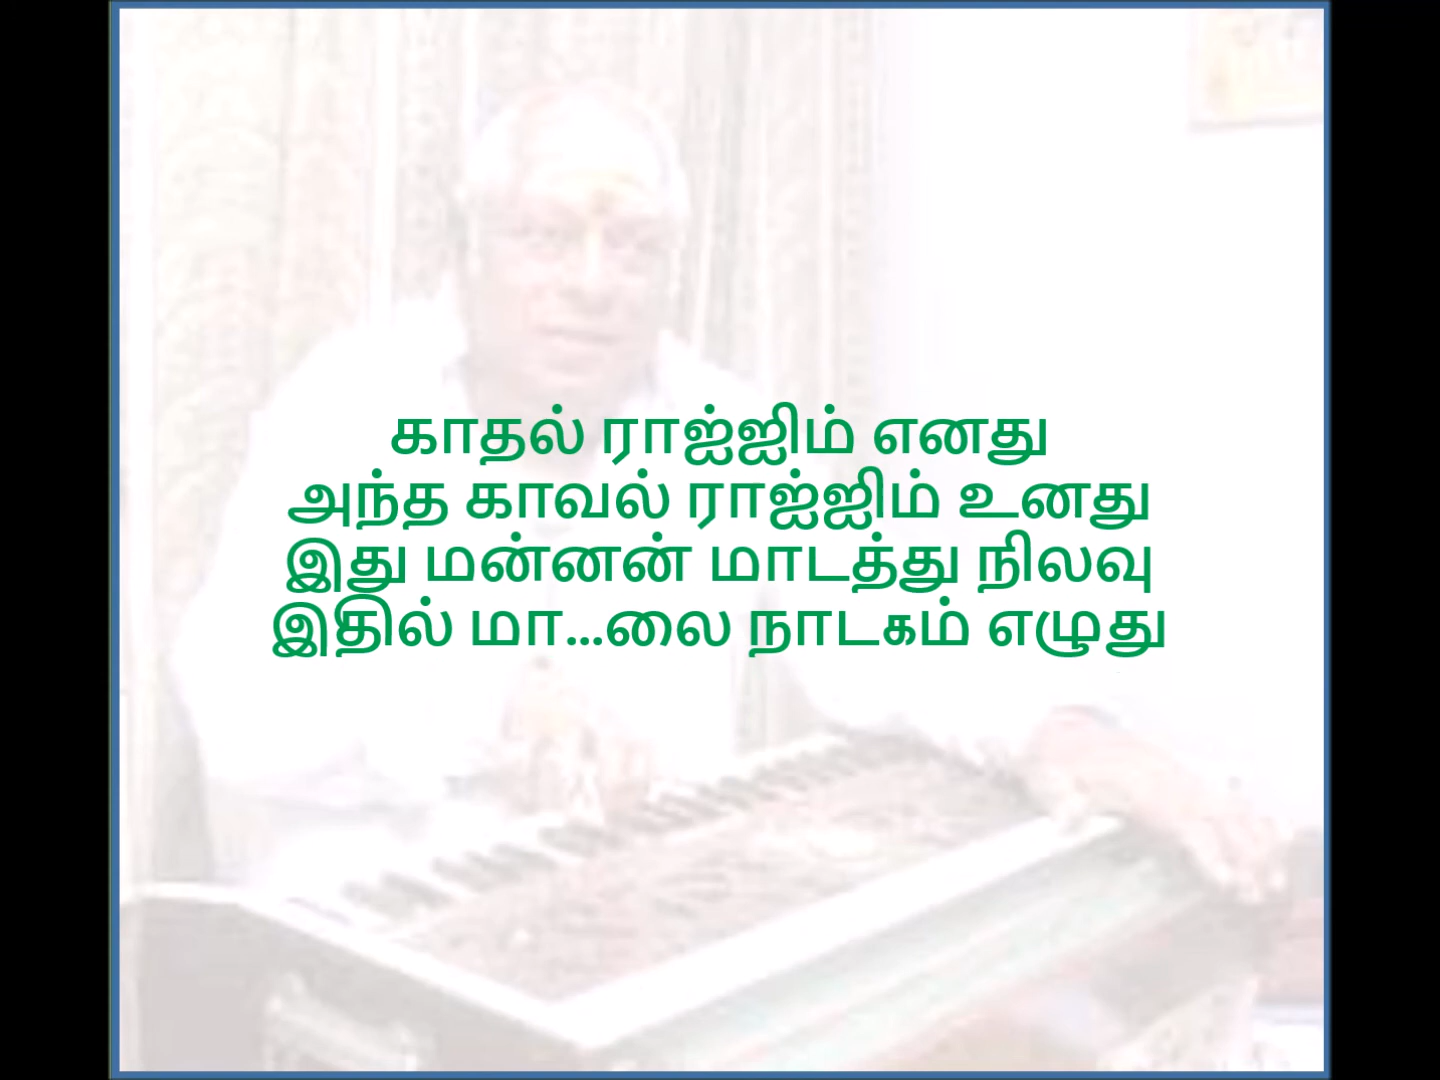 காதல் ராஜ்ஜிம் எனது
அந்த காவல் ராஜ்ஜிம் உனது
இது மன்னன் மாடத்து நிலவு
இதில் மா...லை நாடகம் எழுது